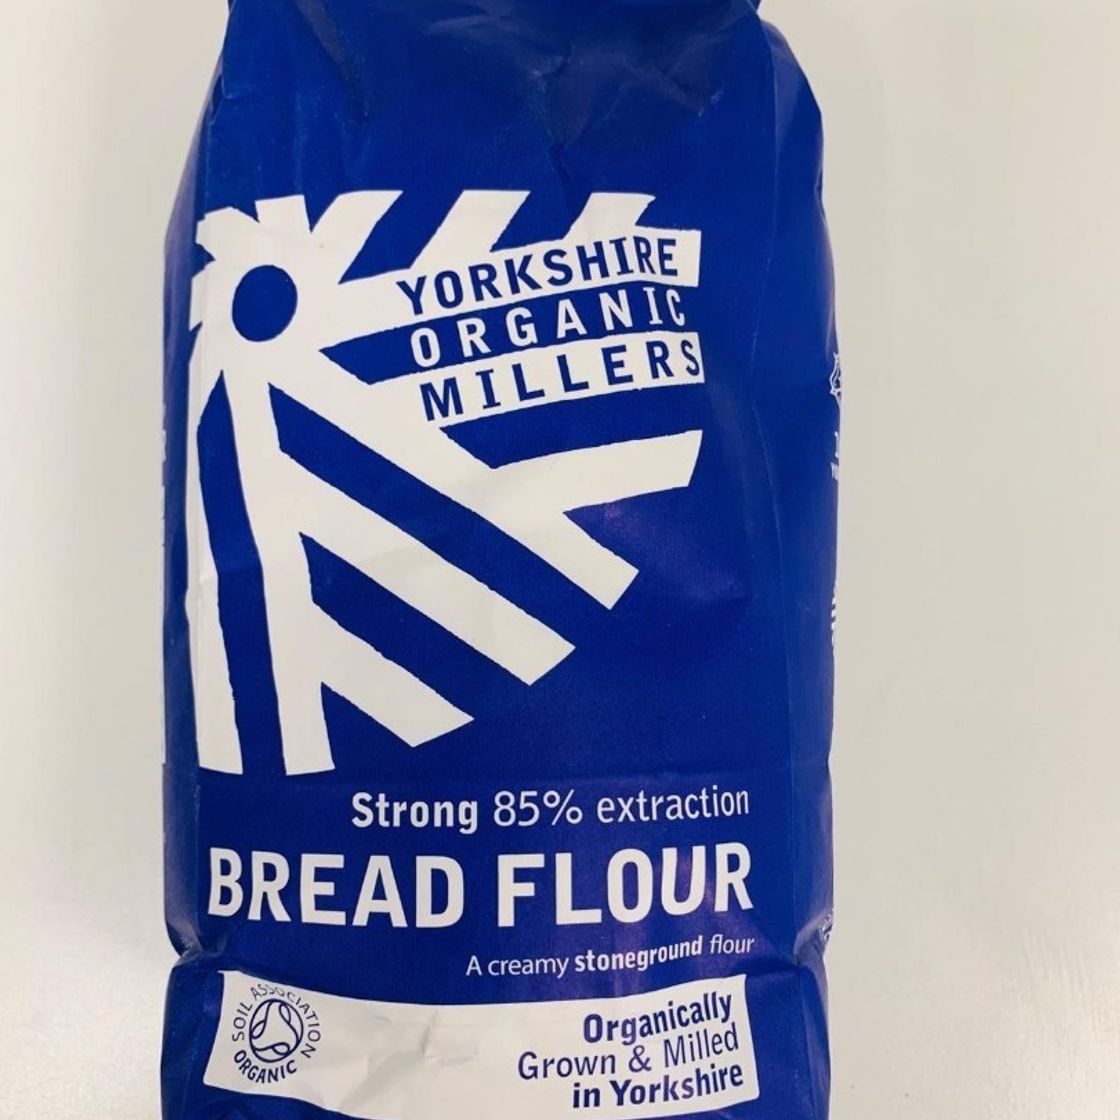 YORKSHIRE
ORGANIC
MILLERS
Strong 85% extraction
BREAD FLOUR
A creamy stoneground flour
SOIL ASSOCIATION
ORGANIC
Organically
Grown & Milled
in Yorkshire